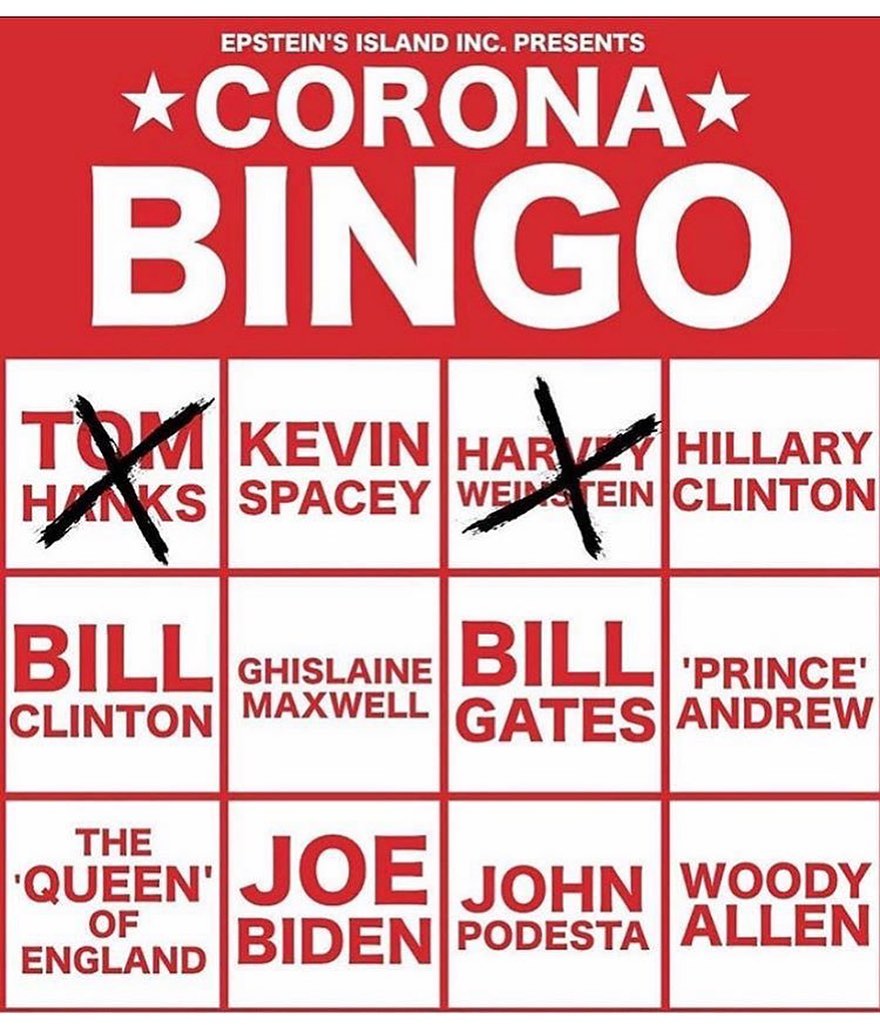 EPSTEIN'S ISLAND INC. PRESENTS
★CORONA★
BINGO
TOM
HANKS
KEVIN
SPACEY
HARVEY
WEINSTEIN
HILLARY
CLINTON
BILL
CLINTON
GHISLAINE
MAXWELL
BILL
GATES
'PRINCE'
ANDREW
THE
'QUEEN'
OF
ENGLAND
JOE
BIDEN
JOHN
PODESTA
WOODY
ALLEN